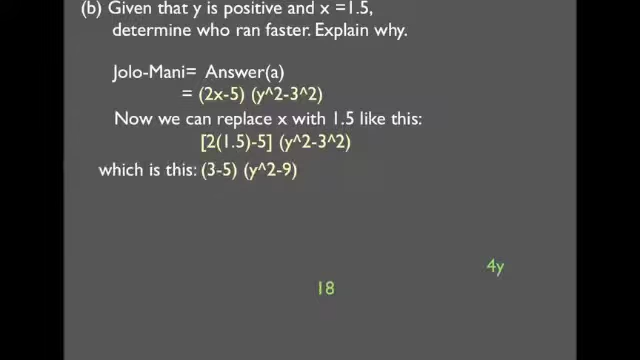 (b) Given that y is positive and x =1.5,
determine who ran faster. Explain why.
Jolo-Mani= Answer(a)
= (2x-5) (y^2-3^2)
Now we can replace x with 1.5 like this:
[2(1.5)-5] (y^2-3^2)
which is this: (3-5) (y^2-9)
4y
18